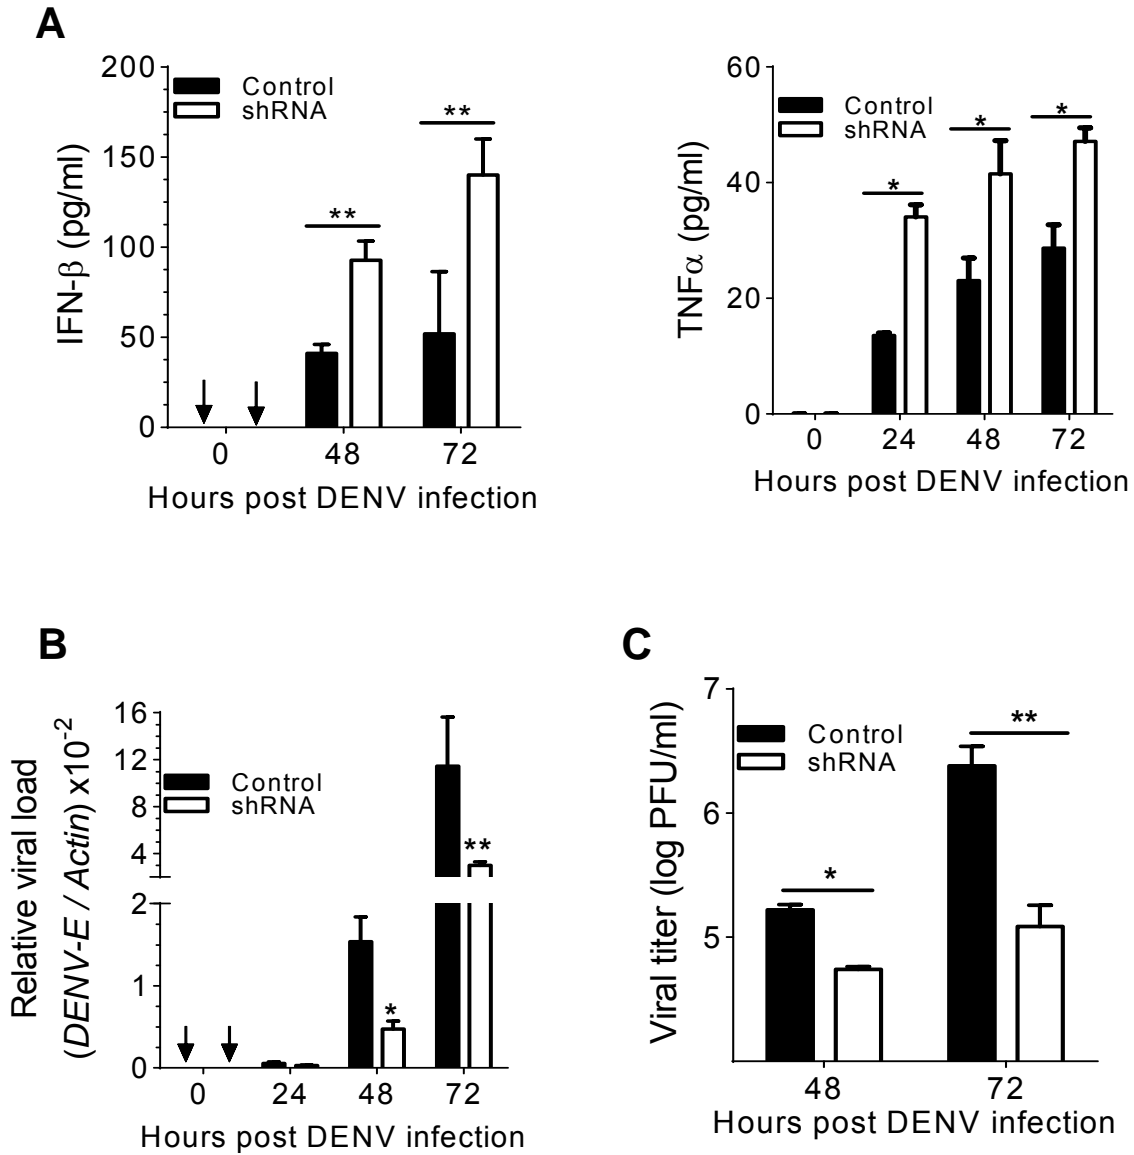 A
200
150
100
50
0
IFN-β (pg/ml)
Control
shRNA
**
**
0 48 72
Hours post DENV infection
60
40
20
0
TNFα (pg/ml)
Control
shRNA
*
*
*
0 24 48 72
Hours post DENV infection
B
16
12
8
4
2
1
0
Relative viral load
(DENV-E / Actin) x10-2
Control
shRNA
*
**
0 24 48 72
Hours post DENV infection
C
7
6
5
Viral titer (log PFU/ml)
Control
shRNA
*
**
48 72
Hours post DENV infection